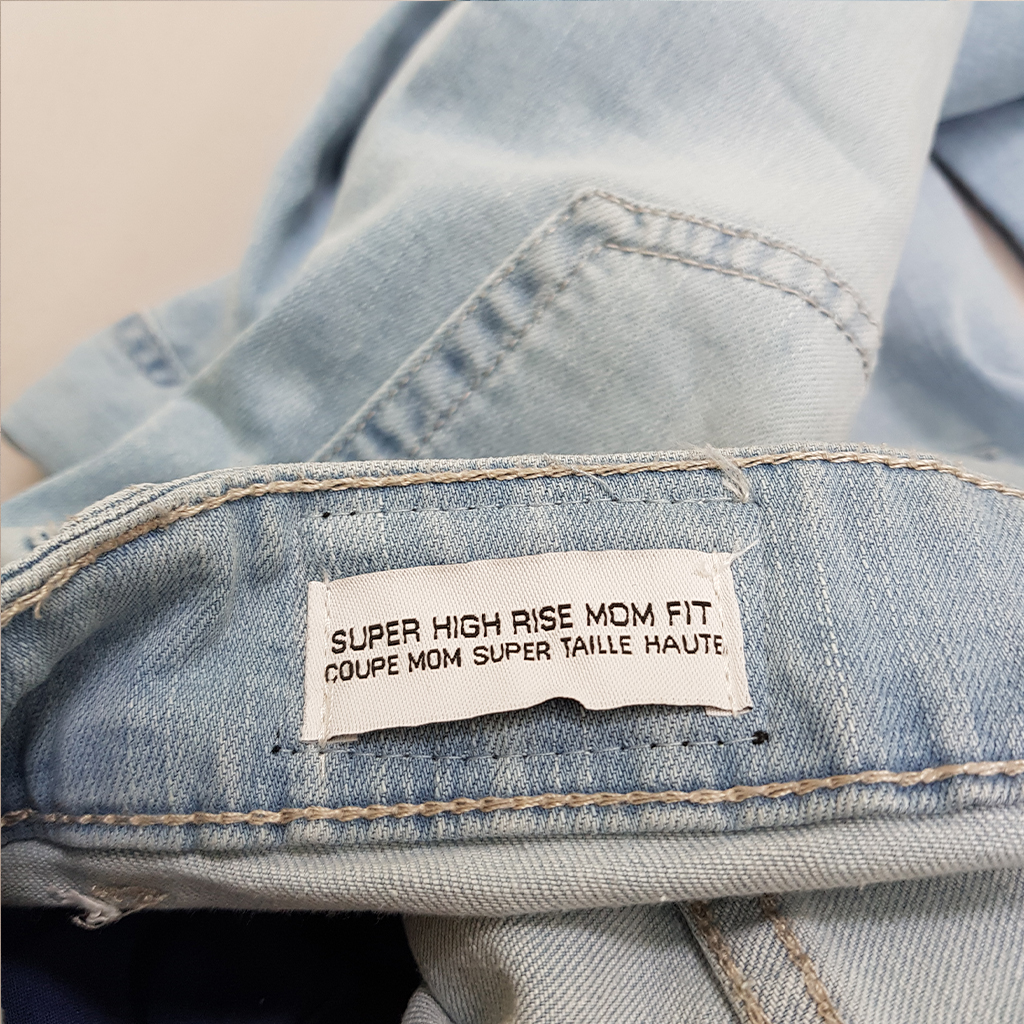 SUPER HIGH RISE MOM FIT
COUPE MOM SUPER TAILLE HAUTE